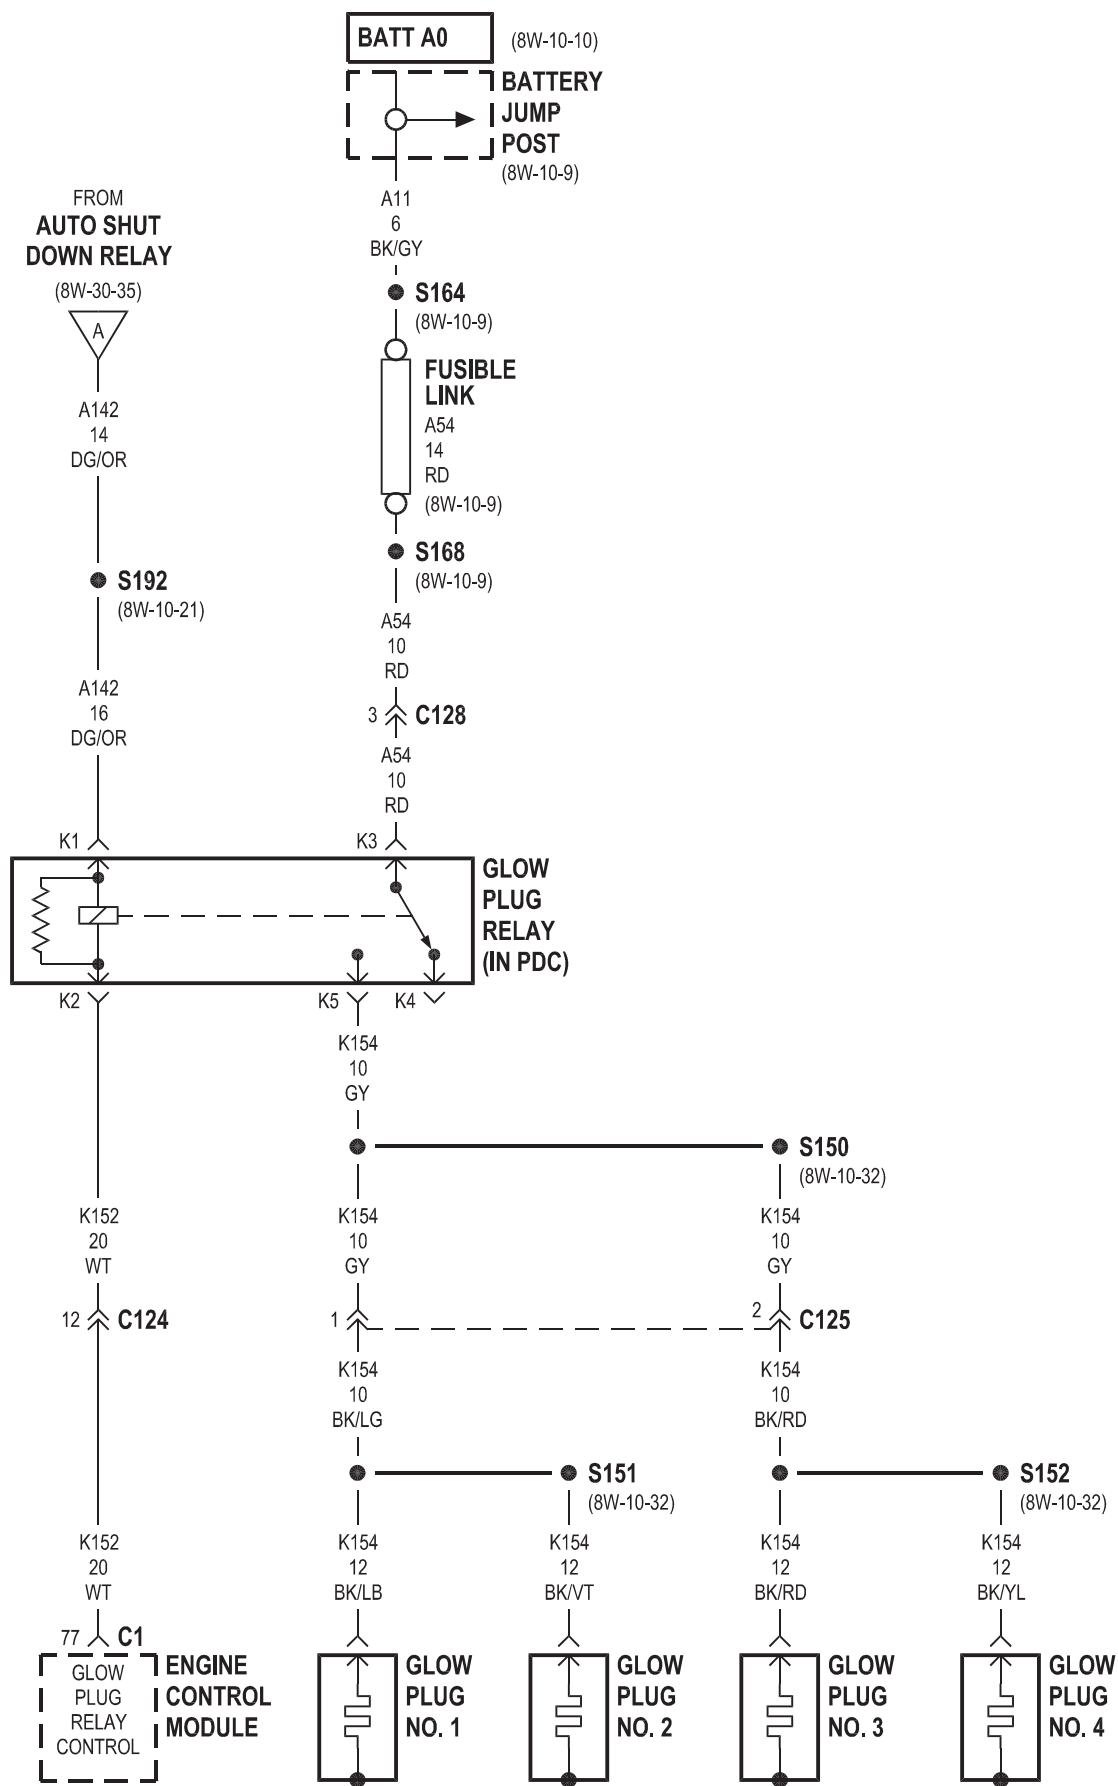 BATT A0
(8W-10-10)
BATTERY
JUMP
POST
(8W-10-9)
A11
6
BK/GY
S164
(8W-10-9)
FUSIBLE
LINK
A54
14
RD
(8W-10-9)
S168
(8W-10-9)
A54
10
RD
3
C128
A54
10
RD
K3
FROM
AUTO SHUT
DOWN RELAY
(8W-30-35)
A
A142
14
DG/OR
S192
(8W-10-21)
A142
16
DG/OR
K1
GLOW
PLUG
RELAY
(IN PDC)
K2
K5
K4
K152
20
WT
12
C124
K152
20
WT
77
C1
GLOW
PLUG
RELAY
CONTROL
ENGINE
CONTROL
MODULE
K154
10
GY
S150
(8W-10-32)
K154
10
GY
K154
10
GY
1
2
C125
K154
10
BK/LG
K154
10
BK/RD
S151
(8W-10-32)
S152
(8W-10-32)
K154
12
BK/LB
K154
12
BK/VT
K154
12
BK/RD
K154
12
BK/YL
GLOW
PLUG
NO. 1
GLOW
PLUG
NO. 2
GLOW
PLUG
NO. 3
GLOW
PLUG
NO. 4